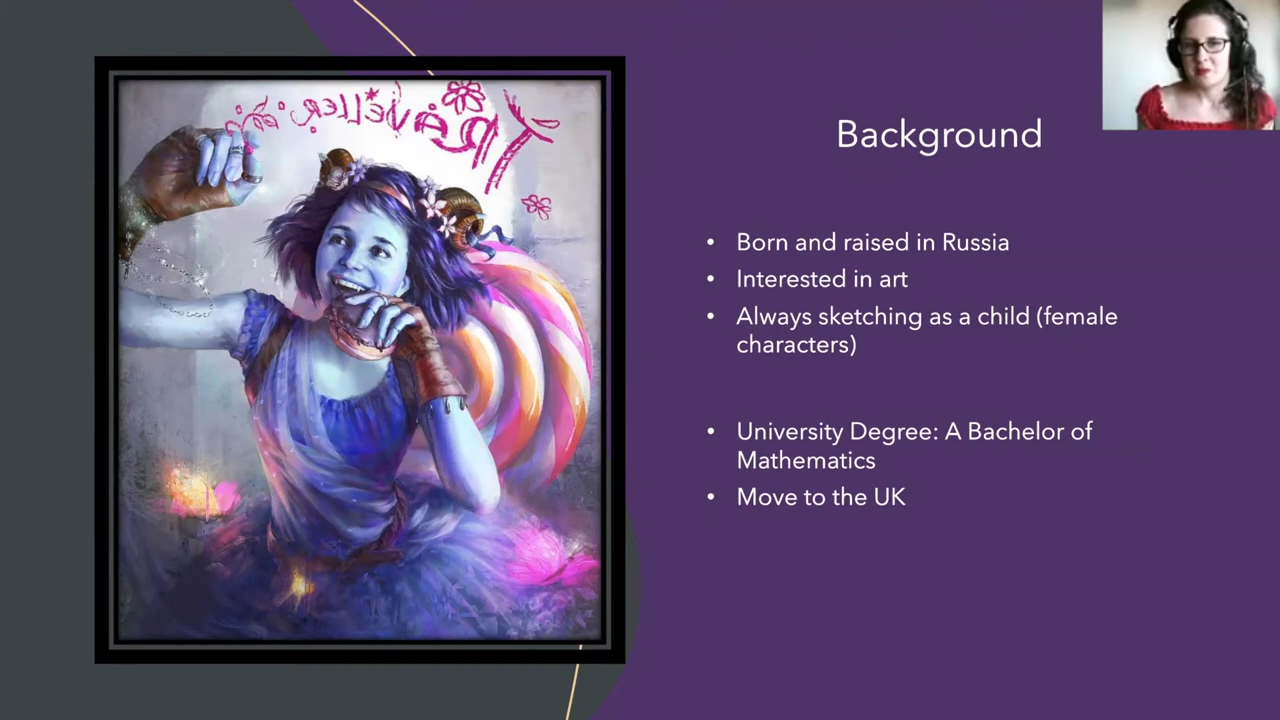 TRAVELLER
Background
• Born and raised in Russia
• Interested in art
• Always sketching as a child (female
characters)
• University Degree: A Bachelor of
Mathematics
• Move to the UK